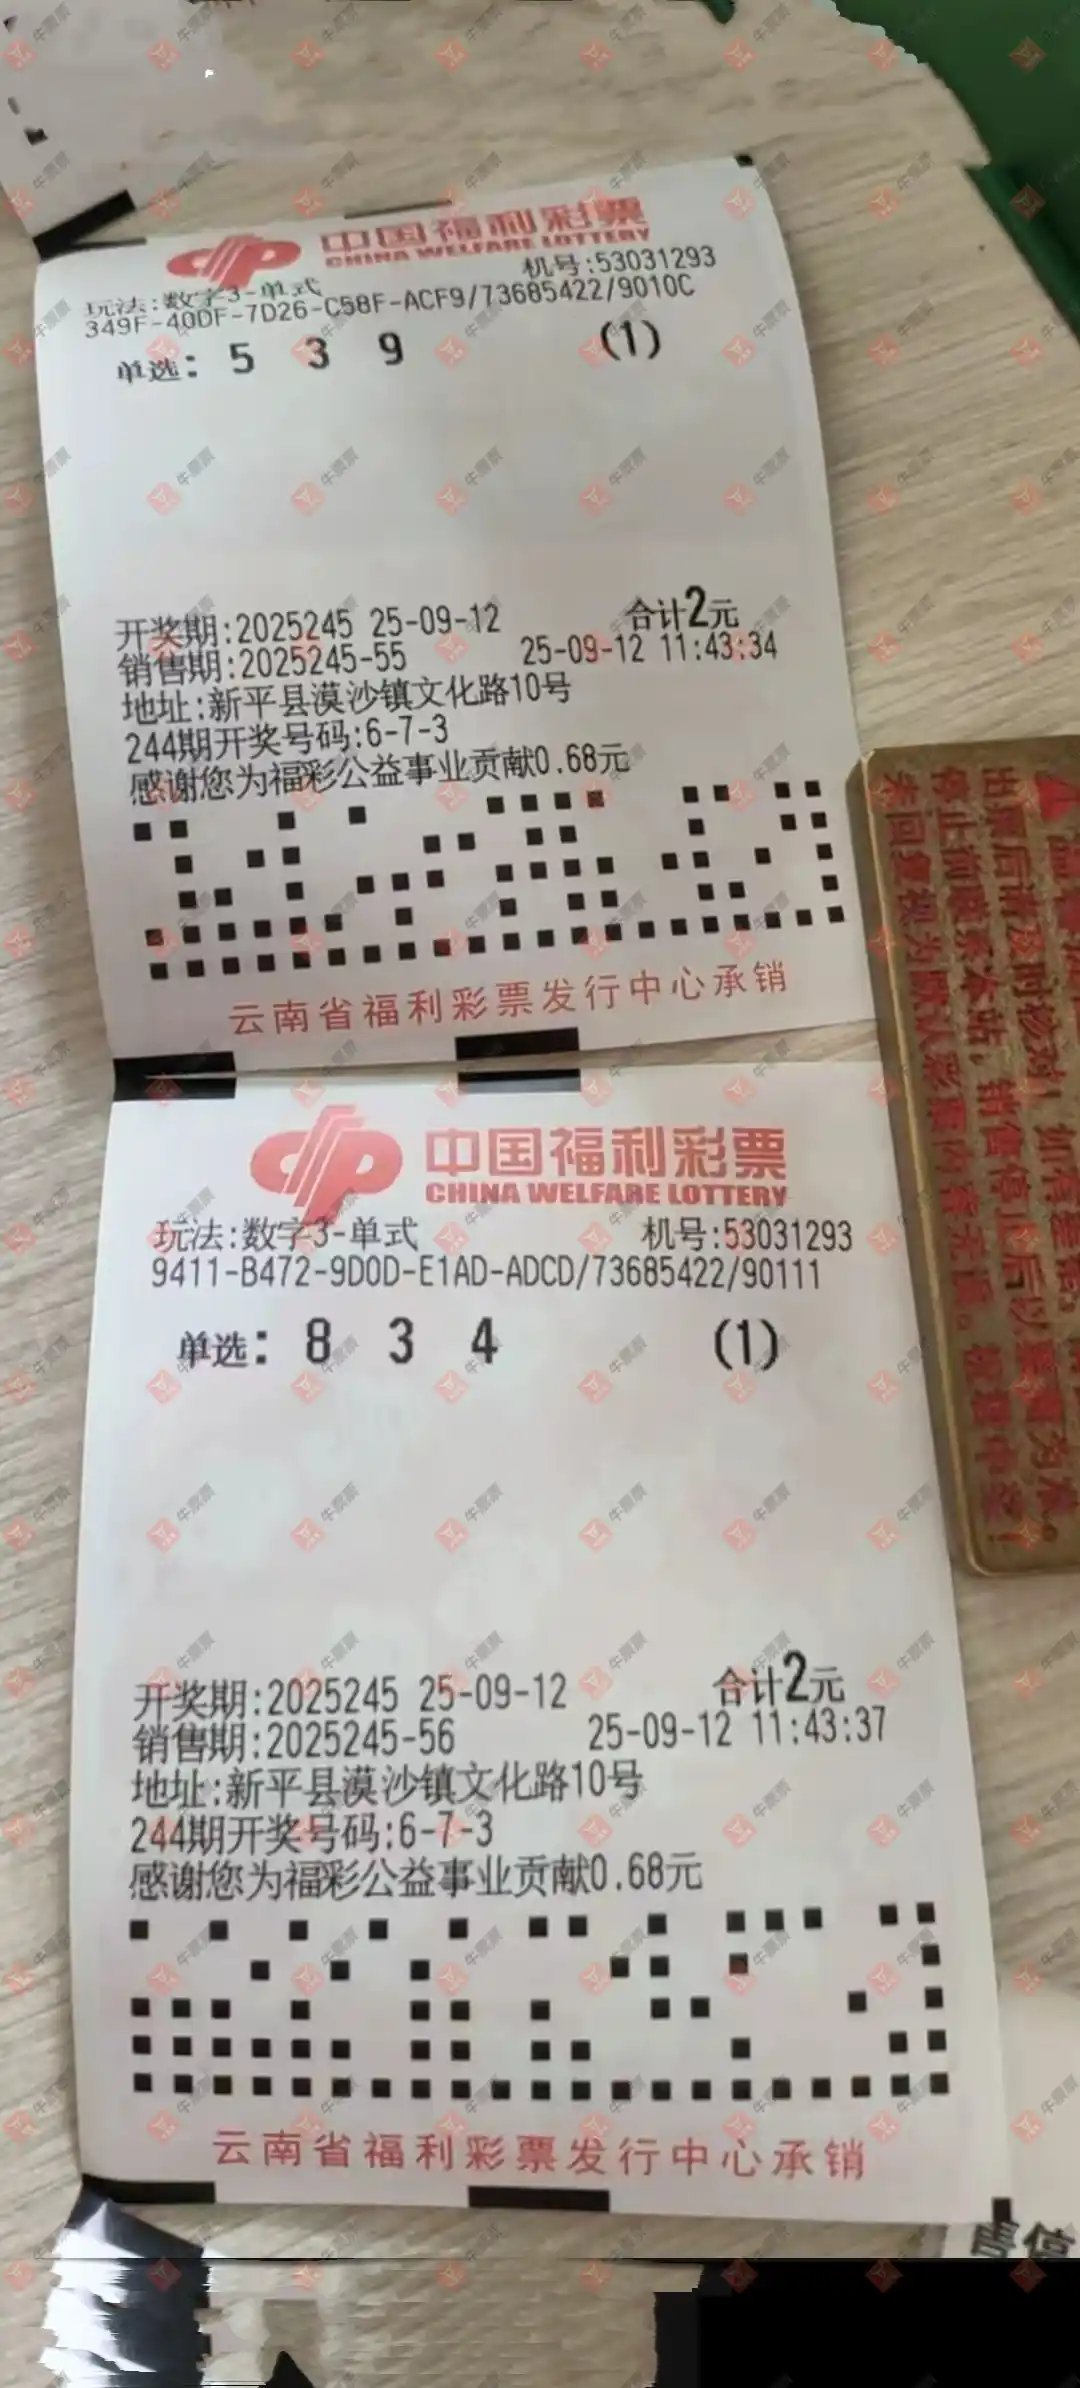 中国福利彩票
CHINA WELFARE LOTTERY
玩法:数字3-单式 机号:53031293
349F-40DF-7D26-C58F-ACF9/73685422/9010C
单选: 5 3 9 (1)
开奖期:2025245 25-09-12 合计2元
销售期:2025245-55 25-09-12 11:43:34
地址:新平县漠沙镇文化路10号
244期开奖号码:6-7-3
感谢您为福彩公益事业贡献0.68元
云南省福利彩票发行中心承销
中国福利彩票
CHINA WELFARE LOTTERY
玩法:数字3-单式 机号:53031293
9411-B472-9D0D-E1AD-ADCD/73685422/90111
单选: 8 3 4 (1)
开奖期:2025245 25-09-12 合计2元
销售期:2025245-56 25-09-12 11:43:37
地址:新平县漠沙镇文化路10号
244期开奖号码:6-7-3
感谢您为福彩公益事业贡献0.68元
云南省福利彩票发行中心承销
售停
牛票票